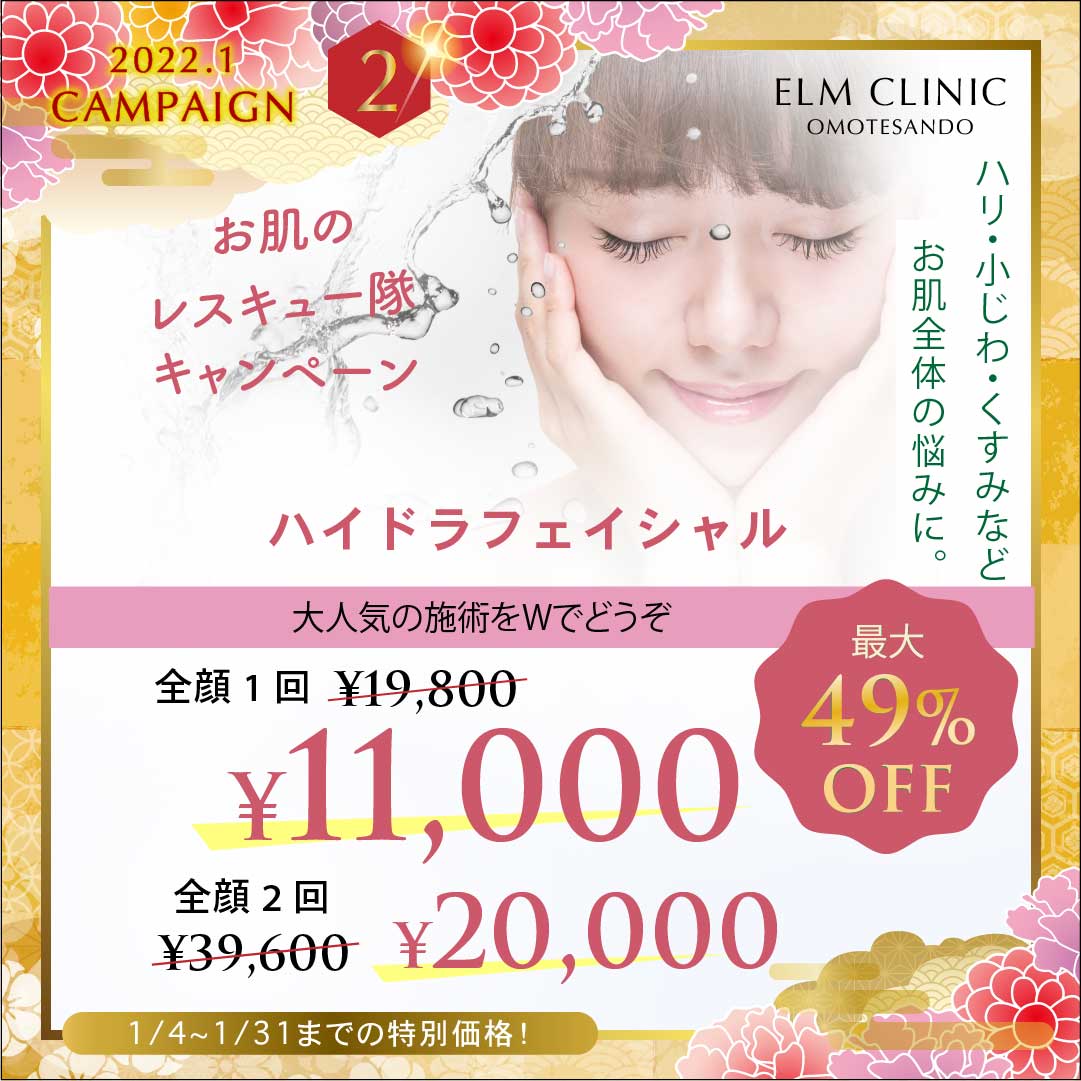 2022.1
CAMPAIGN
2
ELM CLINIC
OMOTESANDO
お肌の
レスキュー隊
キャンペーン
ハリ・小じわ・くすみなど
お肌全体の悩みに。
ハイドラフェイシャル
大人気の施術をWでどうぞ
最大
49%
OFF
全顔1回 ¥19,800
¥11,000
全顔2回
¥39,600 ¥20,000
1/4~1/31までの特別価格!